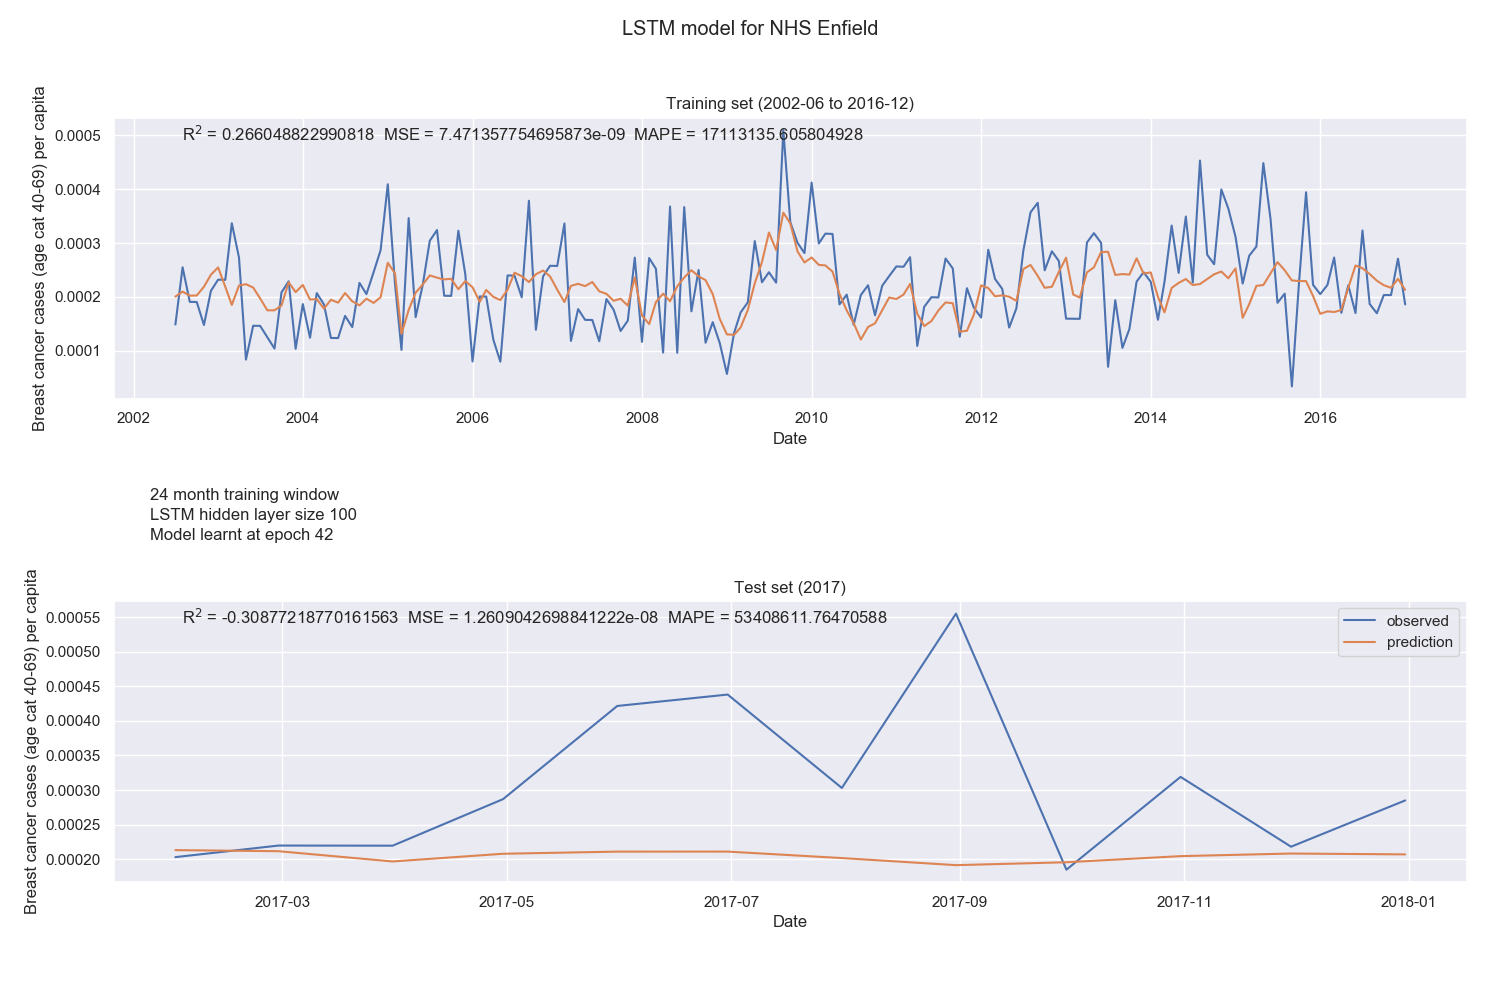 LSTM model for NHS Enfield
Training set (2002-06 to 2016-12)
R² = 0.266048822990818 MSE = 7.471357754695873e-09 MAPE = 17113135.605804928
Breast cancer cases (age cat 40-69) per capita
0.0005
0.0004
0.0003
0.0002
0.0001
2002 2004 2006 2008 2010 2012 2014 2016
Date
24 month training window
LSTM hidden layer size 100
Model learnt at epoch 42
Test set (2017)
R² = -0.30877218770161563 MSE = 1.2609042698841222e-08 MAPE = 53408611.76470588
observed
prediction
Breast cancer cases (age cat 40-69) per capita
0.00055
0.00050
0.00045
0.00040
0.00035
0.00030
0.00025
0.00020
2017-03 2017-05 2017-07 2017-09 2017-11 2018-01
Date